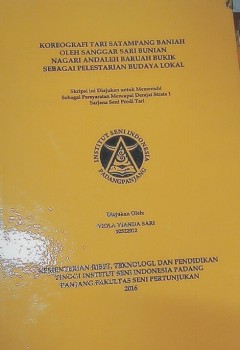 KOREOGRAFI TARI SATAMPANG BANIAH
OLEH SANGGAR SARI BUNIAN
NAGARI ANDALEH BARUAH BUKIK
SEBAGAI PELESTARIAN BUDAYA LOKAL
Skripsi ini Diajukan untuk Memenuhi
Sebagai Persyaratan Mencapai Derajat Strata 1
Sarjana Seni Prodi Tari
INSTITUT SENI INDONESIA
PADANGPANJANG
Diajukan Oleh:
VIOLA VIANDA SARI
KEMENTERIAN RISET, TEKNOLOGI, DAN PENDIDIKAN
TINGGI INSTITUT SENI INDONESIA PADANG
PANJANG FAKULTAS SENI PERTUNJUKAN
2016